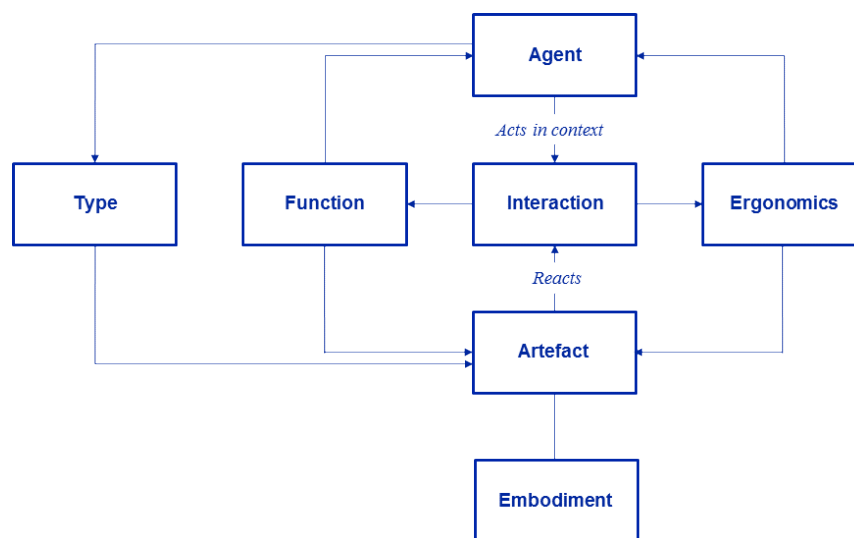 Agent
Acts in context
Type
Function
Interaction
Ergonomics
Reacts
Artefact
Embodiment